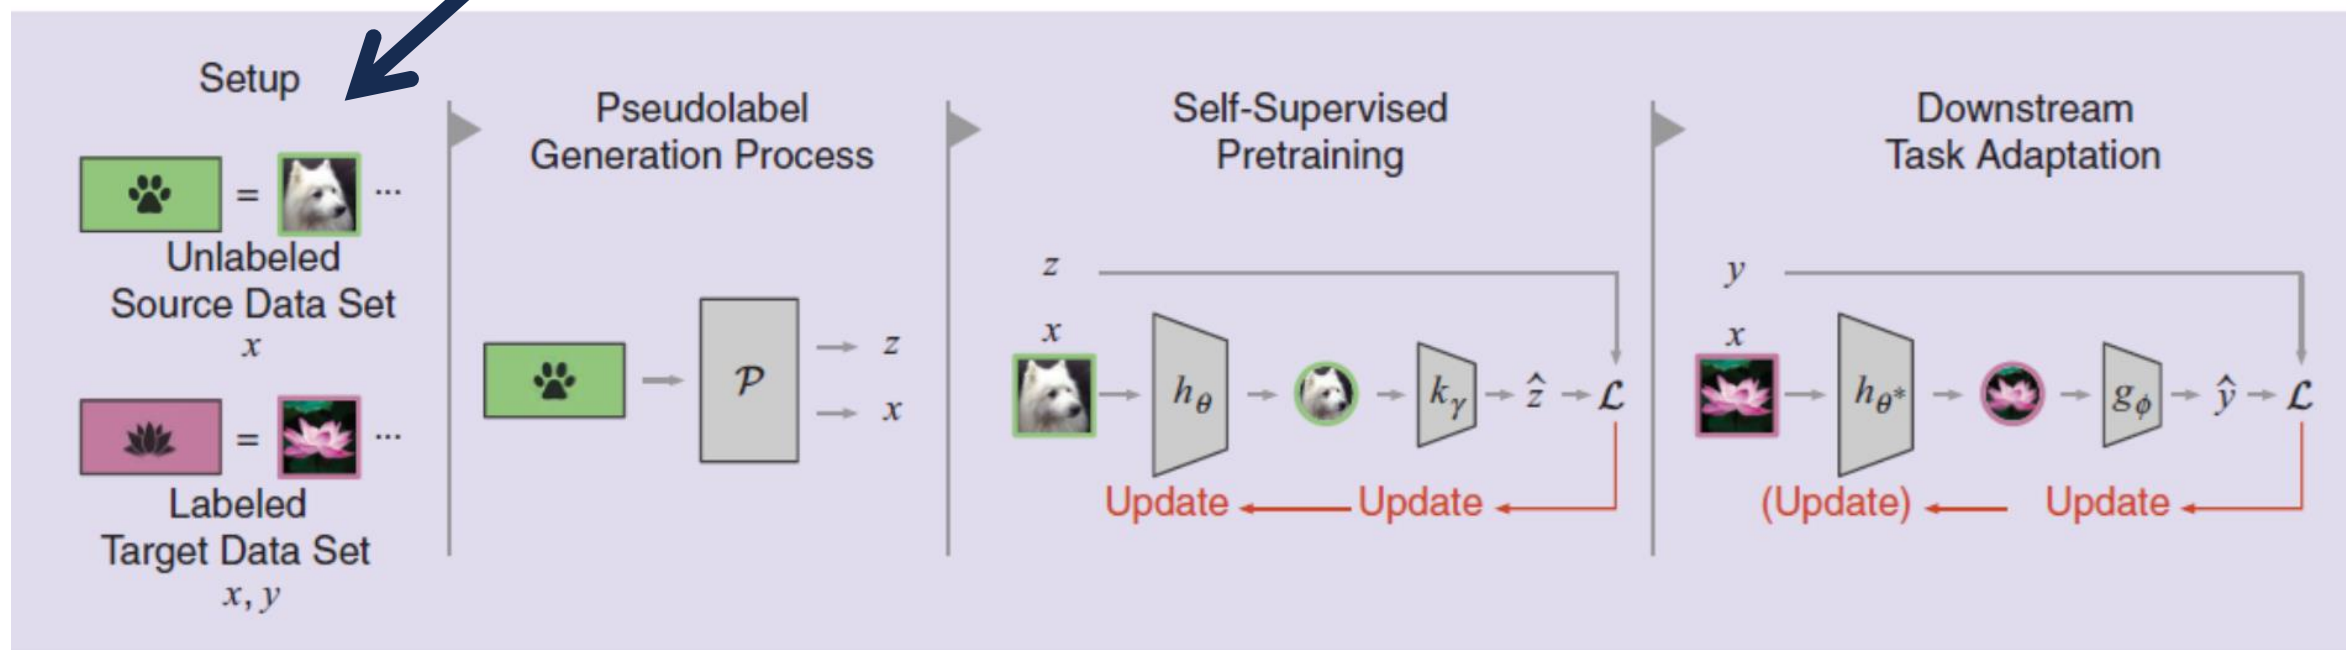 Setup
=
...
Unlabeled
Source Data Set
x
=
...
Labeled
Target Data Set
x, y
Pseudolabel
Generation Process
𝒫
z
x
Self-Supervised
Pretraining
z
x
h_θ
k_γ
ẑ
ℒ
Update
Update
Downstream
Task Adaptation
y
x
h_θ*
g_ϕ
ŷ
ℒ
(Update)
Update